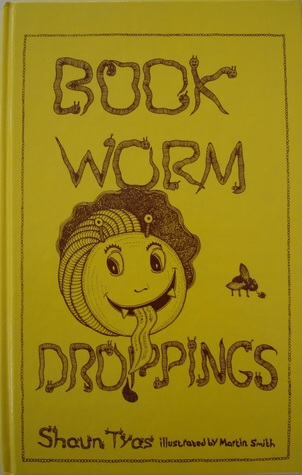 BOOK
WORM
DROPPINGS
Shaun Tyas illustrated by Martin Smith